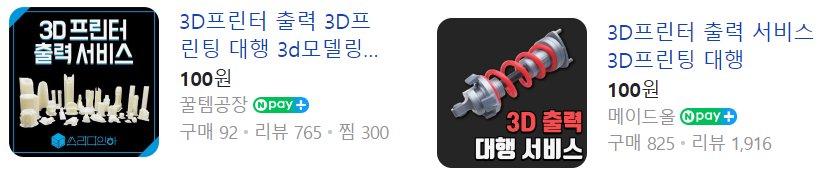 3D 프린터
출력 서비스
스리디인하
3D프린터 출력 3D프
린팅 대행 3d모델링...
100원
꿀템공장 N pay+
구매 92 • 리뷰 765 • 찜 300
3D 출력
대행 서비스
3D프린터 출력 서비스
3D프린팅 대행
100원
메이드올 N pay+
구매 825 • 리뷰 1,916